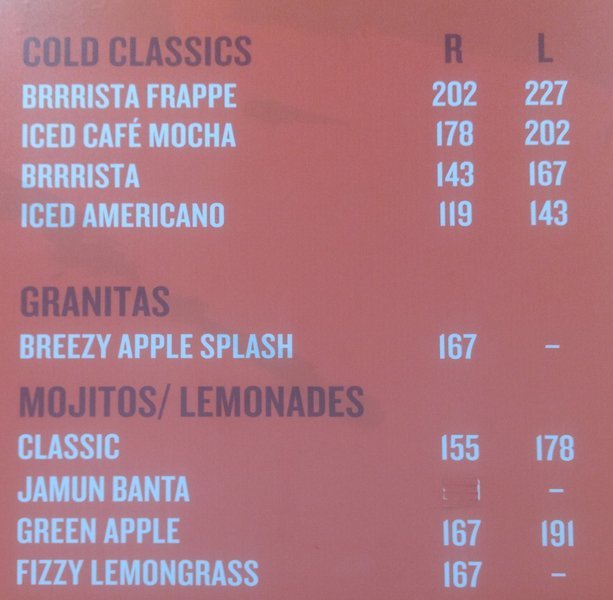 COLD CLASSICS R L
BRRRISTA FRAPPE 202 227
ICED CAFÉ MOCHA 178 202
BRRRISTA 143 167
ICED AMERICANO 119 143
GRANITAS
BREEZY APPLE SPLASH 167 –
MOJITOS/ LEMONADES
CLASSIC 155 178
JAMUN BANTA –
GREEN APPLE 167 191
FIZZY LEMONGRASS 167 –